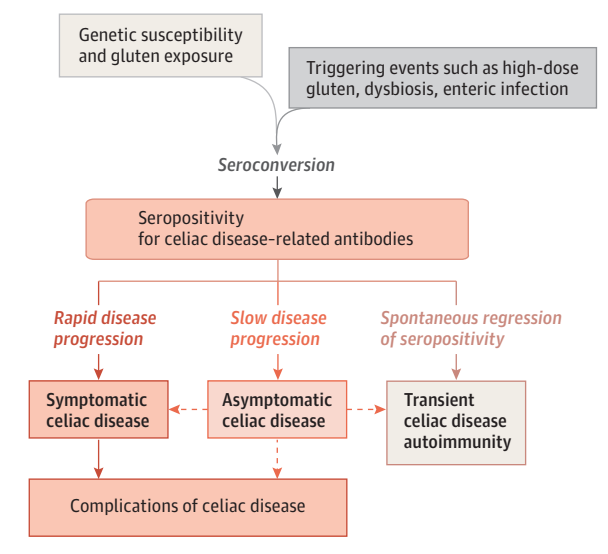 Genetic susceptibility
and gluten exposure
Triggering events such as high-dose
gluten, dysbiosis, enteric infection
Seroconversion
Seropositivity
for celiac disease-related antibodies
Rapid disease
progression
Slow disease
progression
Spontaneous regression
of seropositivity
Symptomatic
celiac disease
Asymptomatic
celiac disease
Transient
celiac disease
autoimmunity
Complications of celiac disease